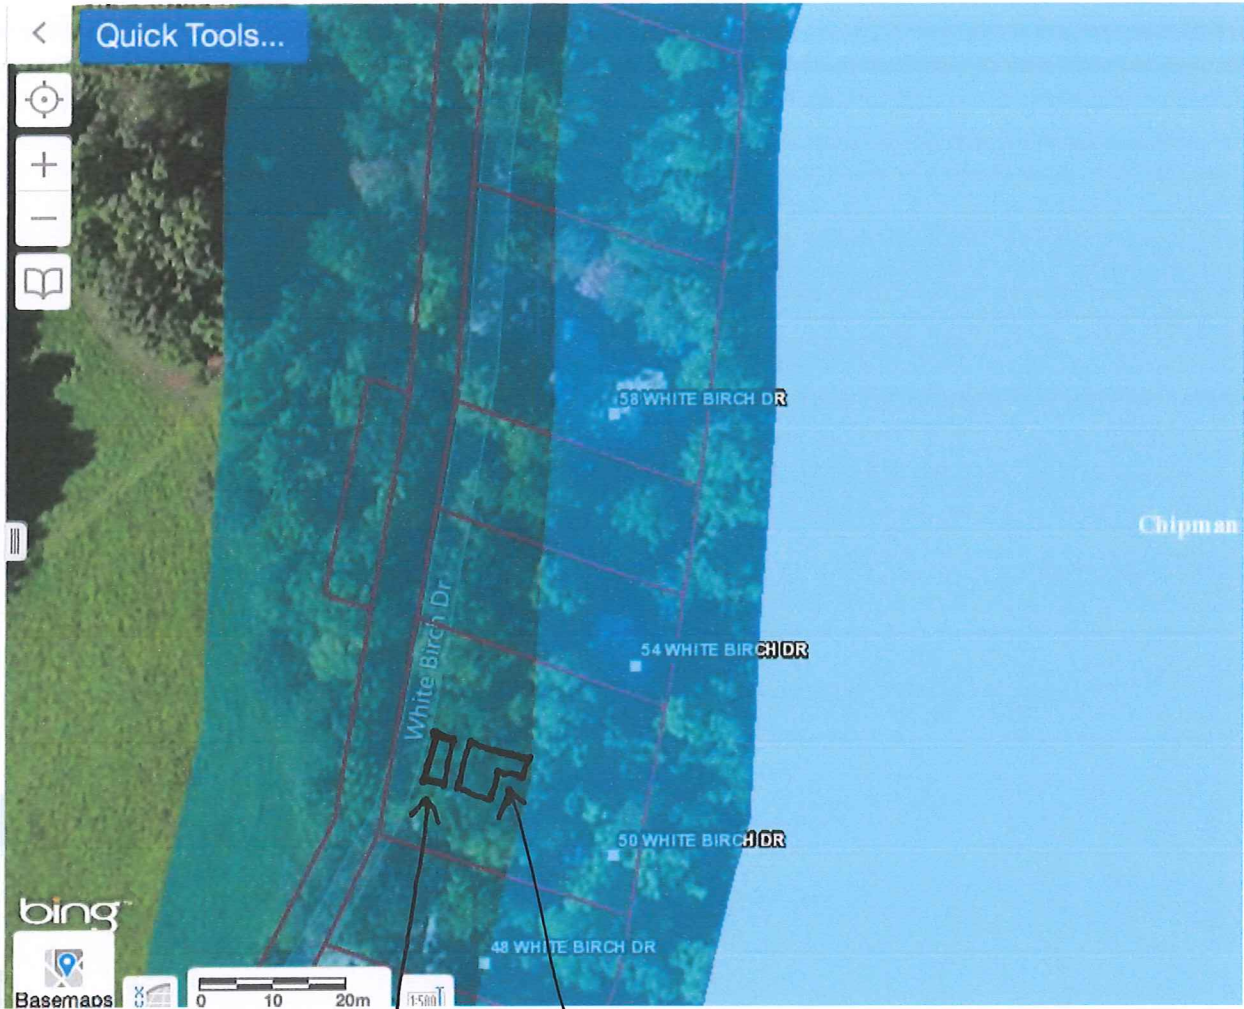 Quick Tools...
58 WHITE BIRCH DR
Chipman
White Birch Dr
54 WHITE BIRCH DR
50 WHITE BIRCH DR
bing
48 WHITE BIRCH DR
Basemaps
0 10 20m
1:580